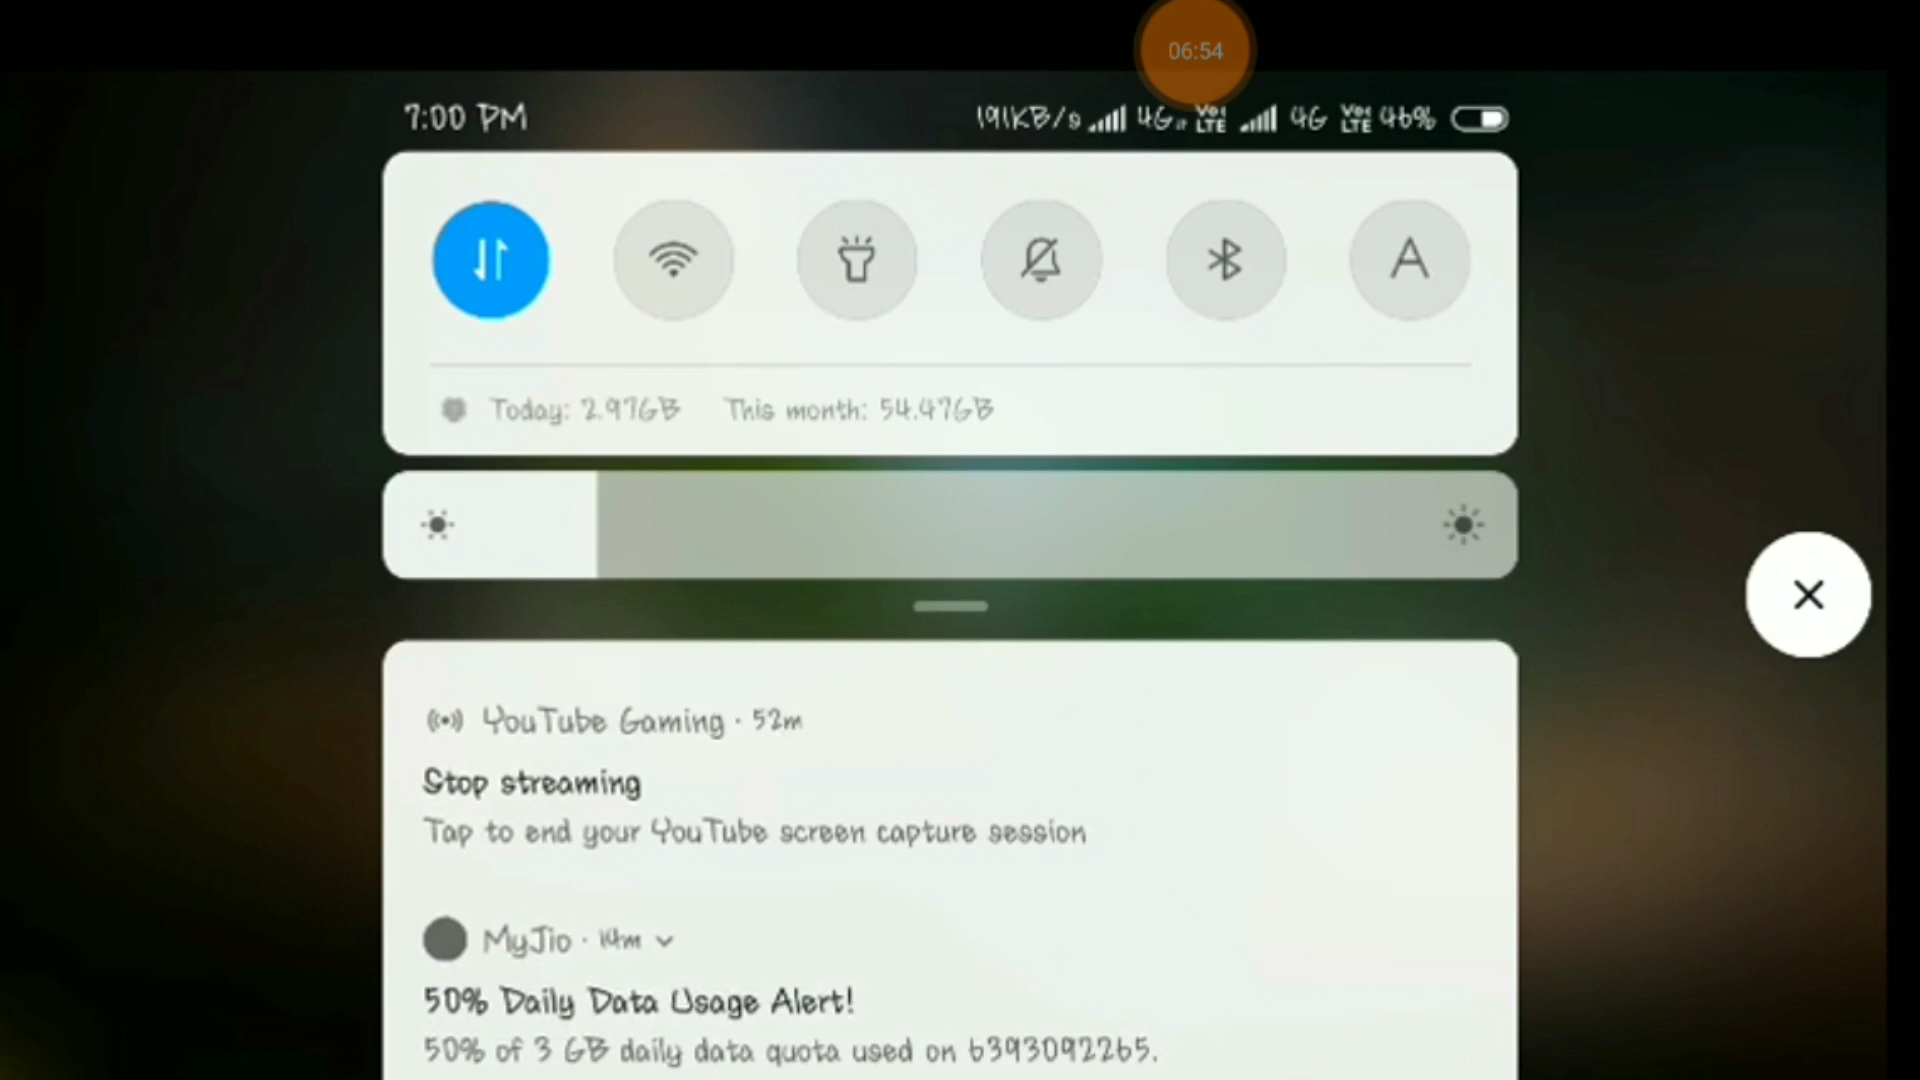 06:54
7:00 PM
191KB/s 4G VoLTE 4G VoLTE 46%
A
Today: 2.97GB This month: 54.47GB
YouTube Gaming · 52m
Stop streaming
Tap to end your YouTube screen capture session
MyJio · 14m
50% Daily Data Usage Alert!
50% of 3 GB daily data quota used on 6393092265.